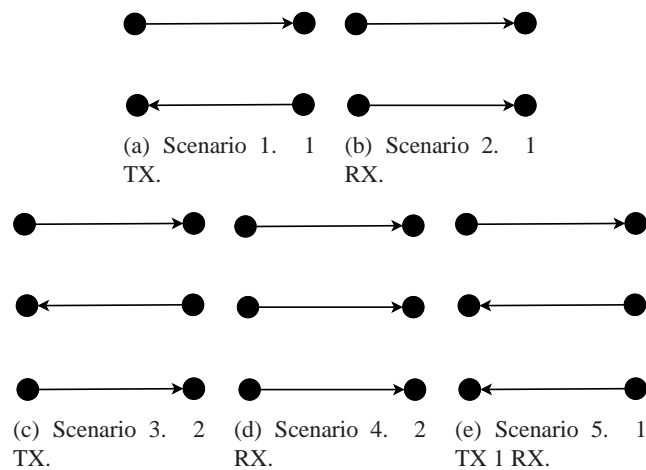 (a) Scenario 1. 1
TX.
(b) Scenario 2. 1
RX.
(c) Scenario 3. 2
TX.
(d) Scenario 4. 2
RX.
(e) Scenario 5. 1
TX 1 RX.